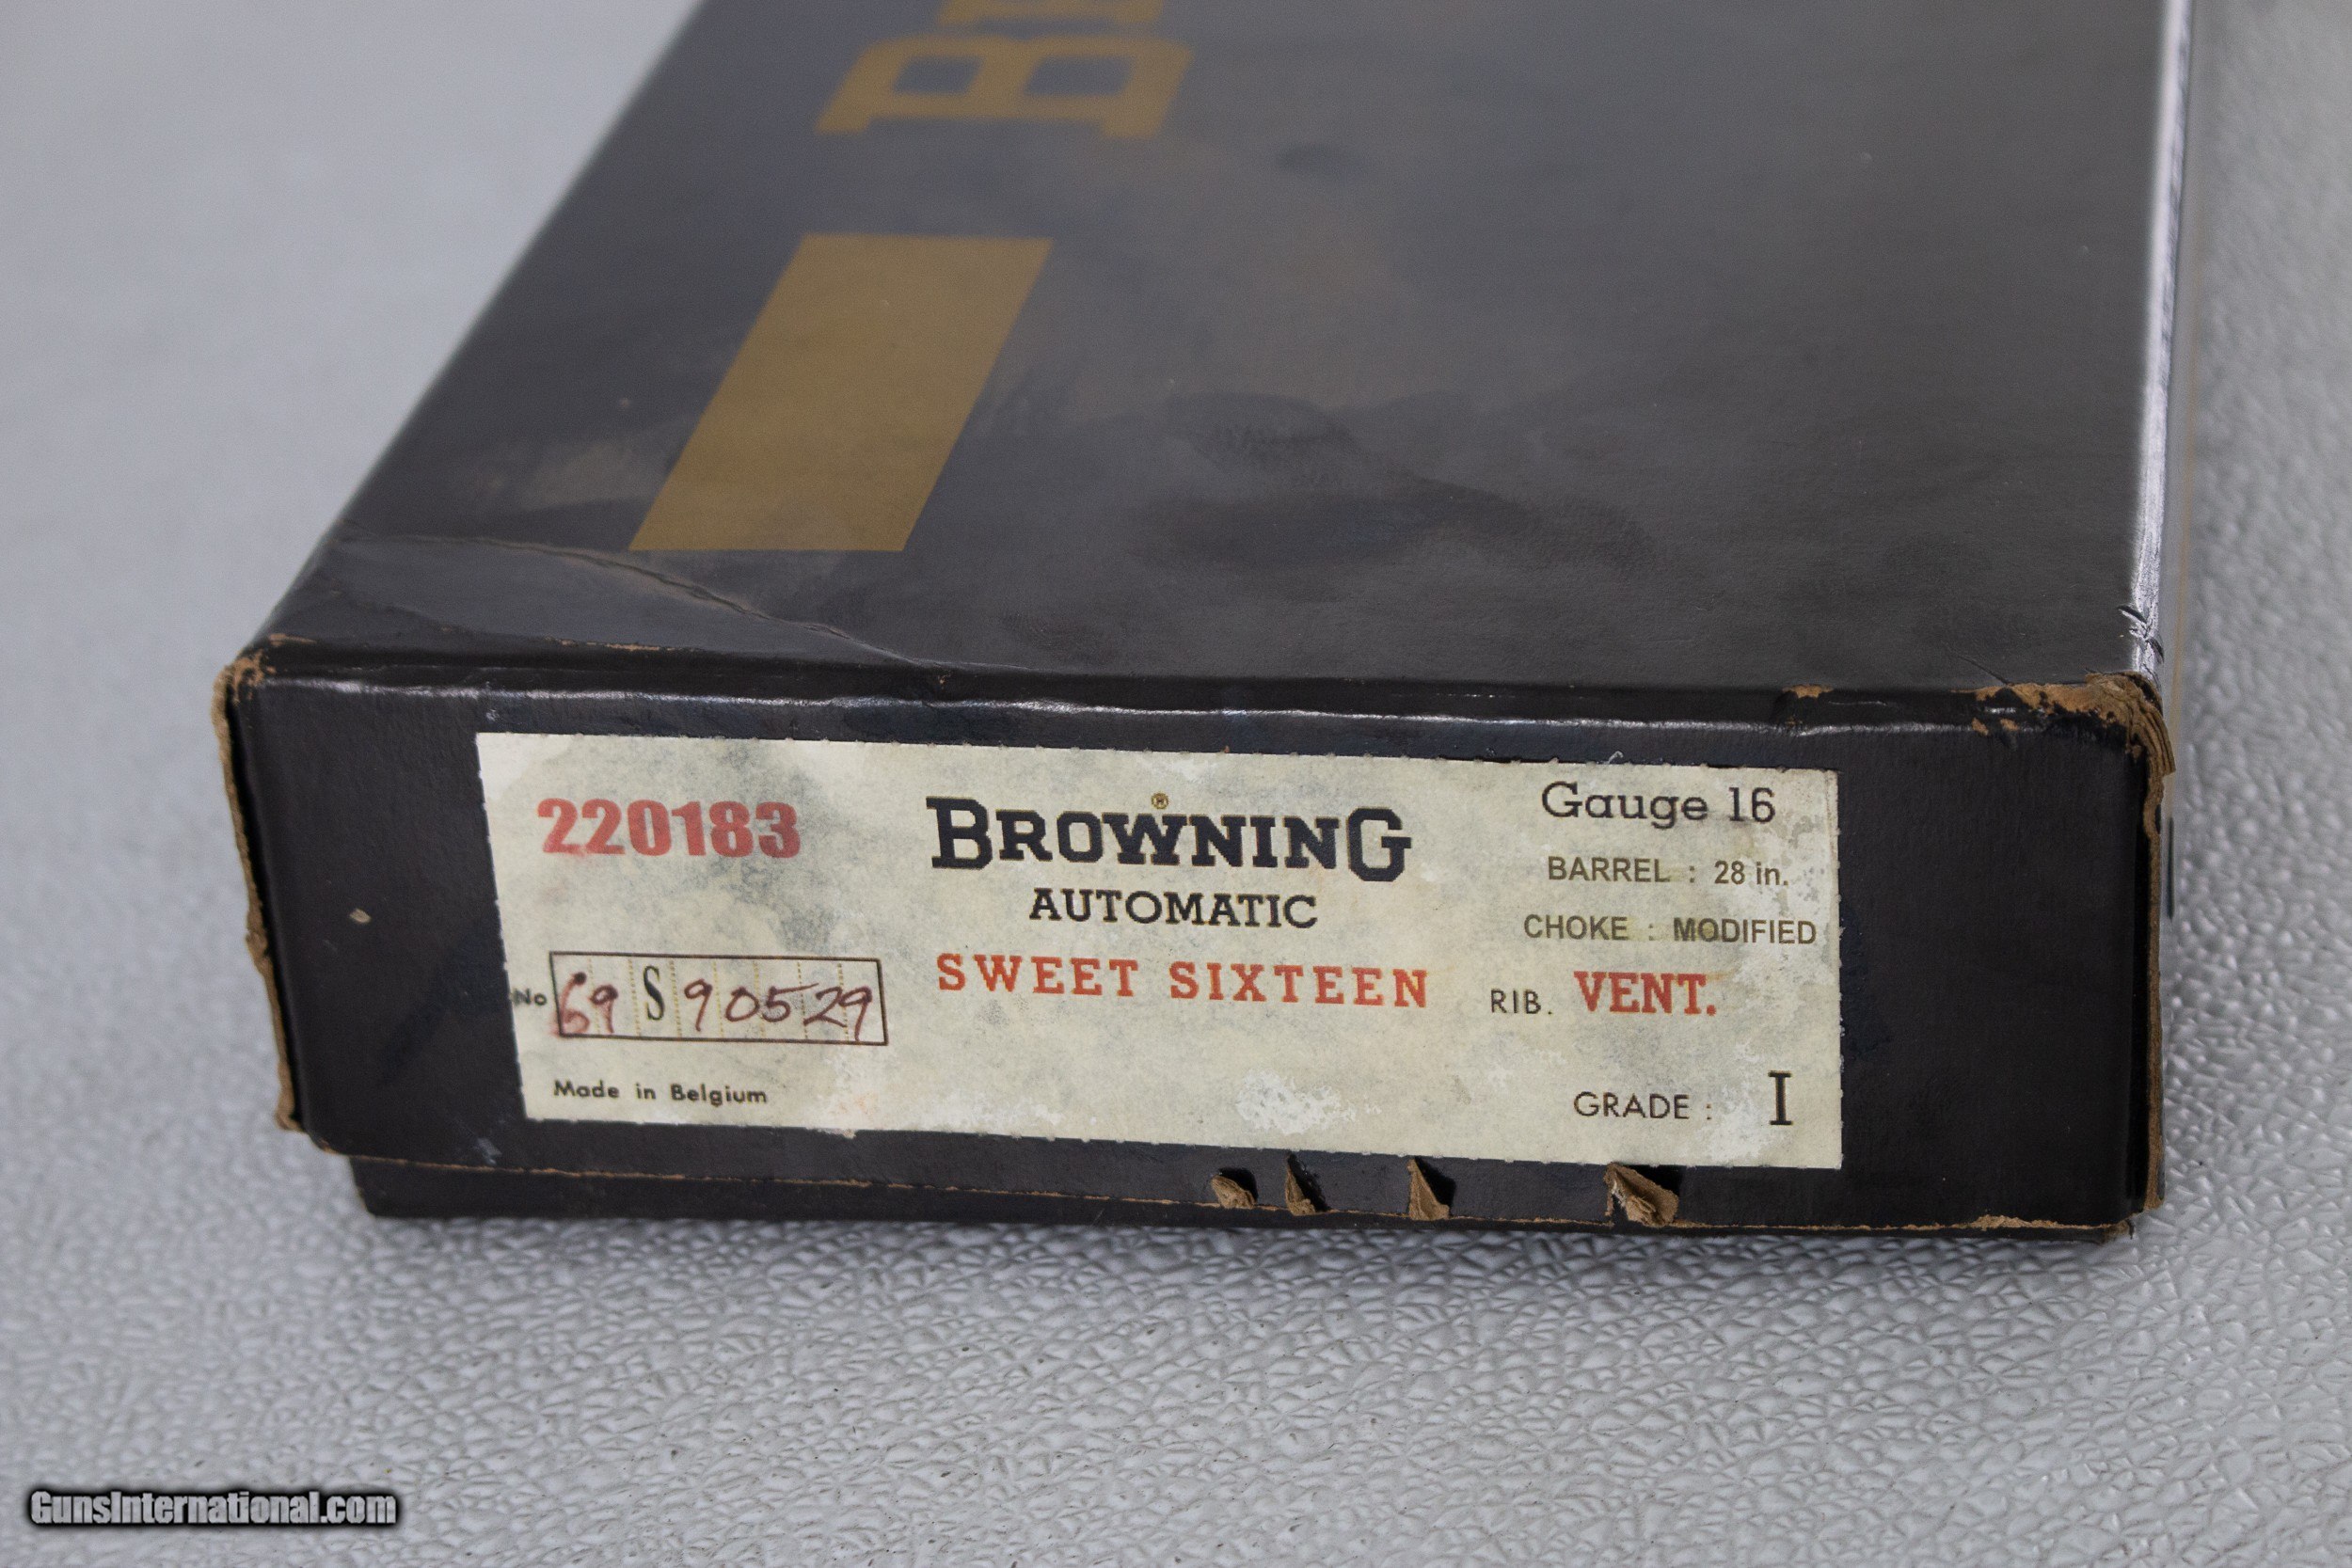 B
220183
BROWNING®
AUTOMATIC
SWEET SIXTEEN
Gauge 16
BARREL : 28 in.
CHOKE : MODIFIED
RIB. VENT.
GRADE : I
No 69 S 90529
Made in Belgium
GunsInternational.com